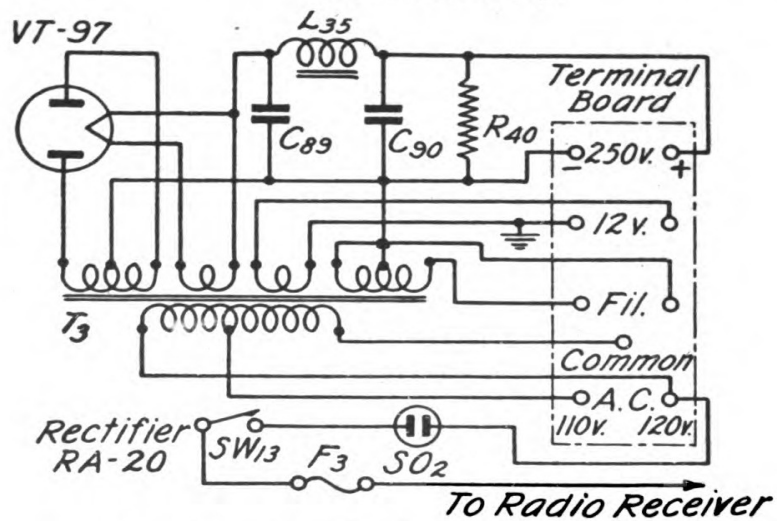 VT-97
L35
Terminal
Board
C89
C90
R40
- 250v. +
12v.
T3
Fil.
Common
A.C.
110v. 120v.
Rectifier
RA-20
SW13
F3
SO2
To Radio Receiver